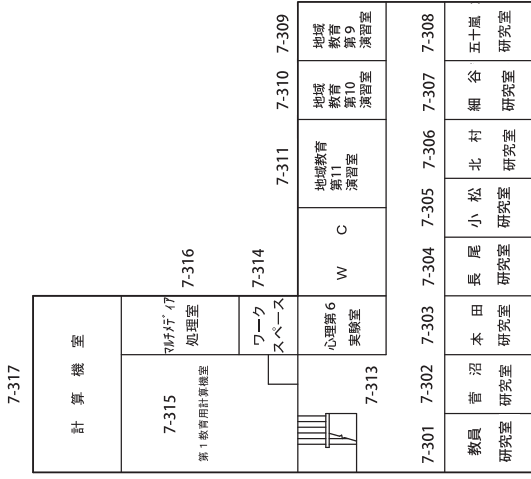 7-317
計算機室
7-316
マルチメディア
処理室
7-315
第1教育用計算機室
7-314
ワーク
スペース
7-309
地域
教育
第9
演習室
7-310
地域
教育
第10
演習室
7-311
地域教育
第11
演習室
W C
心理第6
実験室
7-313
7-301
教員
研究室
7-302
菅沼
研究室
7-303
本田
研究室
7-304
長尾
研究室
7-305
小松
研究室
7-306
北村
研究室
7-307
細谷
研究室
7-308
五十嵐
研究室